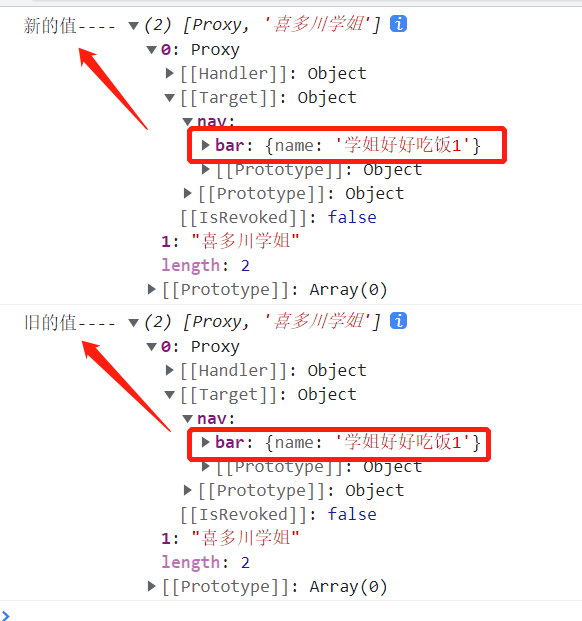 新的值---- ▼(2) [Proxy, '喜多川学姐'] i
▼0: Proxy
▶[[Handler]]: Object
▼[[Target]]: Object
▼nav:
▶bar: {name: '学姐好好吃饭1'}
▶[[Prototype]]: Object
▶[[Prototype]]: Object
[[IsRevoked]]: false
1: "喜多川学姐"
length: 2
▶[[Prototype]]: Array(0)
旧的值---- ▼(2) [Proxy, '喜多川学姐'] i
▼0: Proxy
▶[[Handler]]: Object
▼[[Target]]: Object
▼nav:
▶bar: {name: '学姐好好吃饭1'}
▶[[Prototype]]: Object
▶[[Prototype]]: Object
[[IsRevoked]]: false
1: "喜多川学姐"
length: 2
▶[[Prototype]]: Array(0)